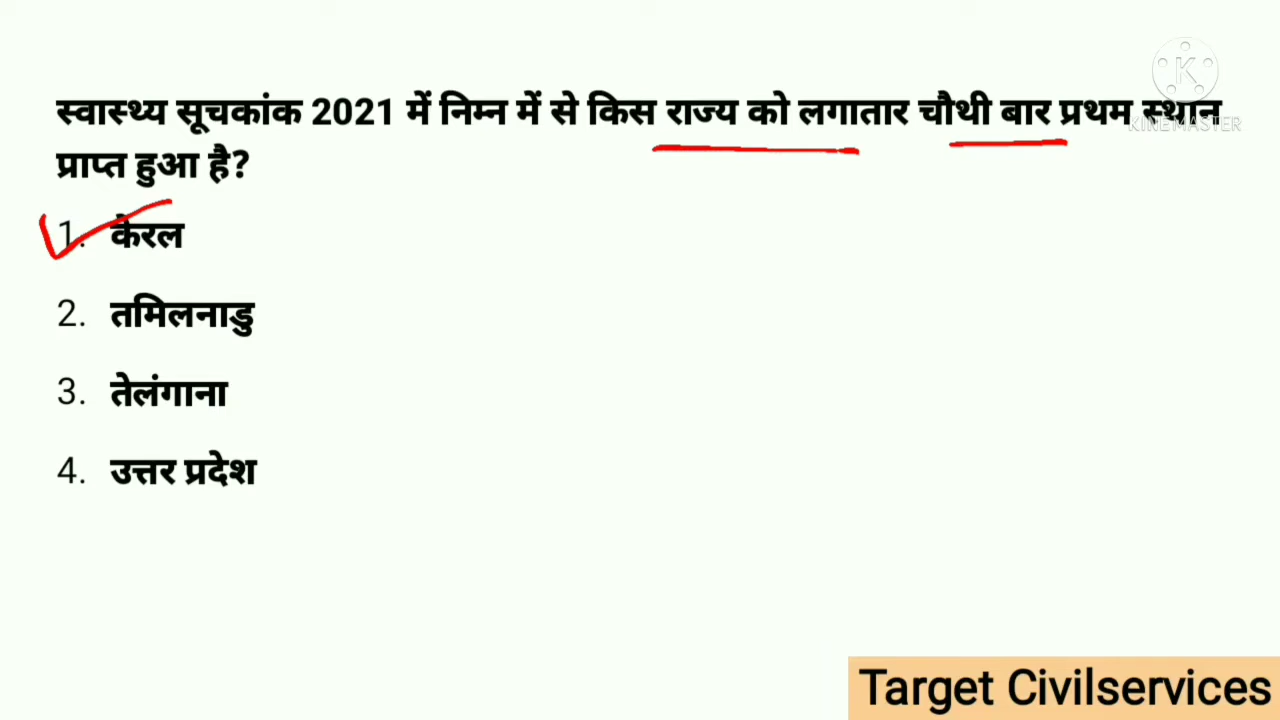 स्वास्थ्य सूचकांक 2021 में निम्न में से किस राज्य को लगातार चौथी बार प्रथम स्थान
KINEMASTER
प्राप्त हुआ है?
1. केरल
2. तमिलनाडु
3. तेलंगाना
4. उत्तर प्रदेश
Target Civilservices